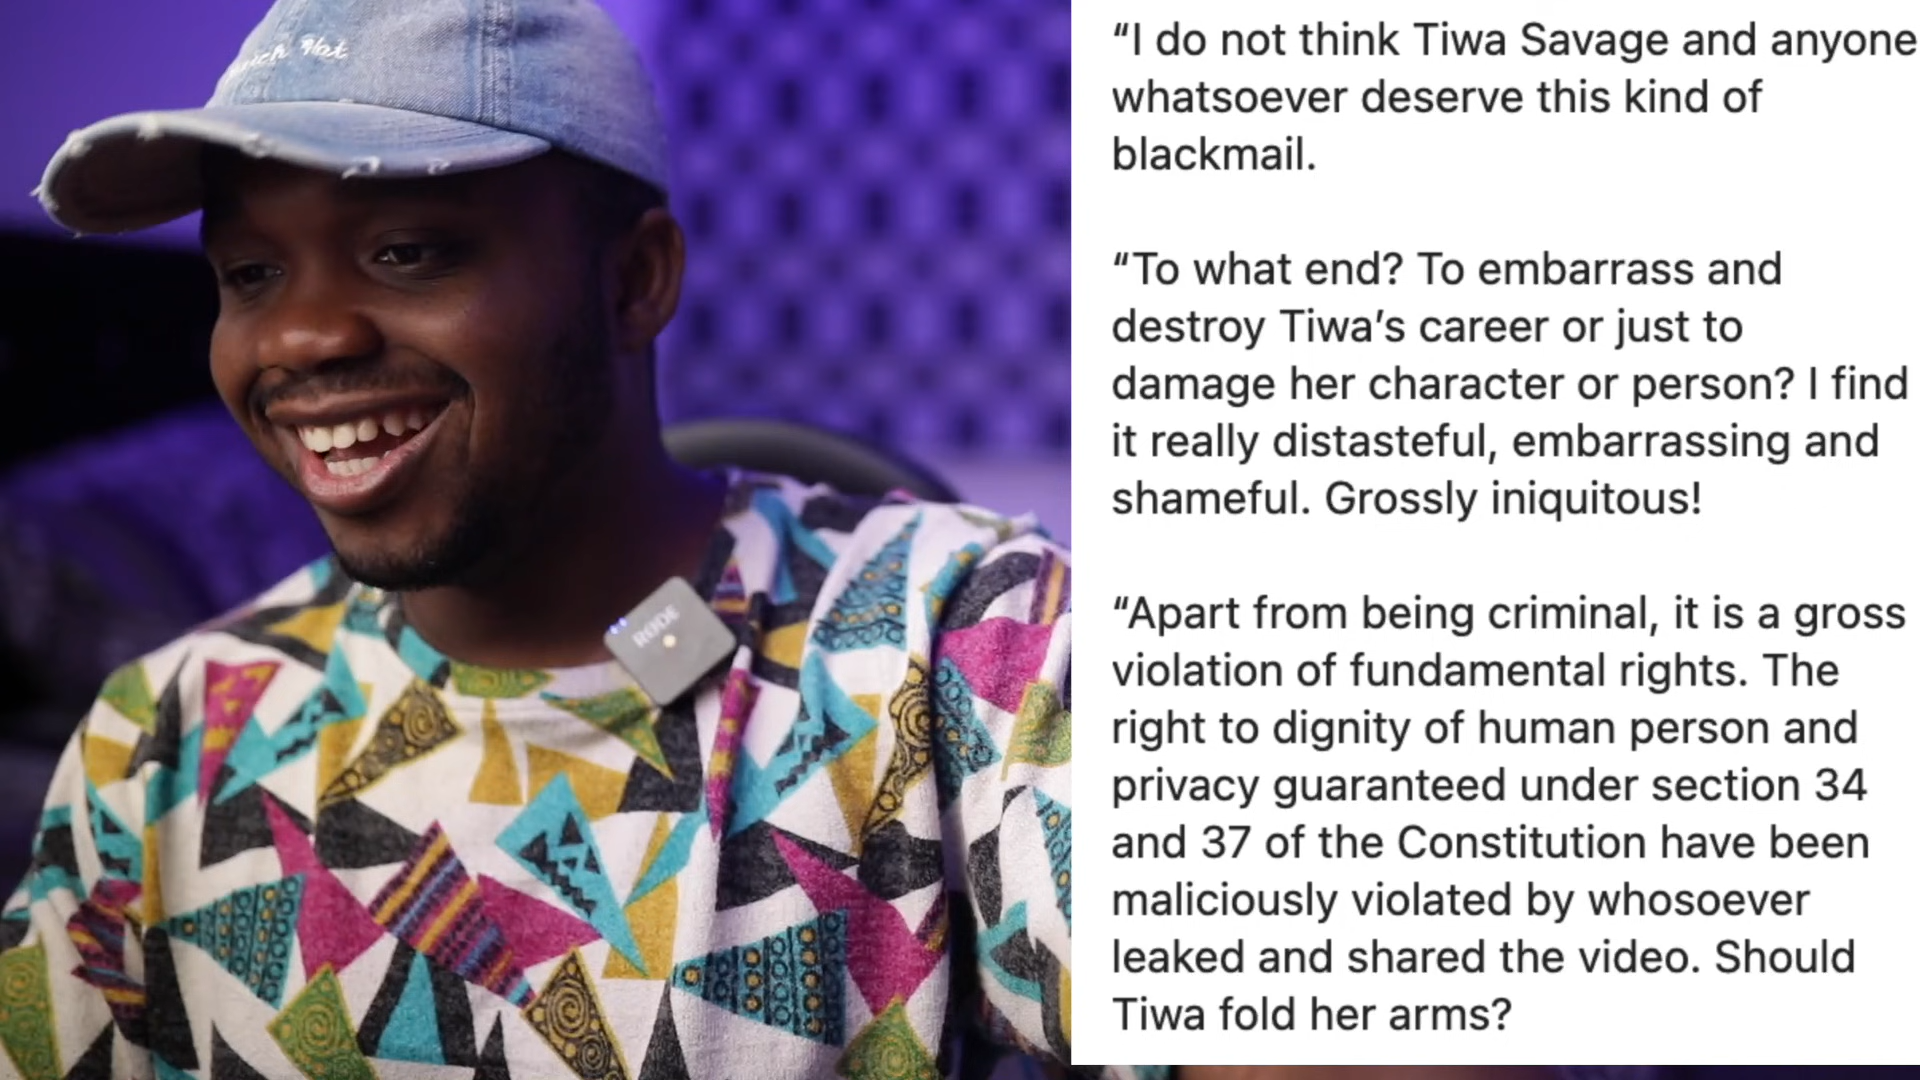 Hot
RØDE
“I do not think Tiwa Savage and anyone
whatsoever deserve this kind of
blackmail.
“To what end? To embarrass and
destroy Tiwa’s career or just to
damage her character or person? I find
it really distasteful, embarrassing and
shameful. Grossly iniquitous!
“Apart from being criminal, it is a gross
violation of fundamental rights. The
right to dignity of human person and
privacy guaranteed under section 34
and 37 of the Constitution have been
maliciously violated by whosoever
leaked and shared the video. Should
Tiwa fold her arms?